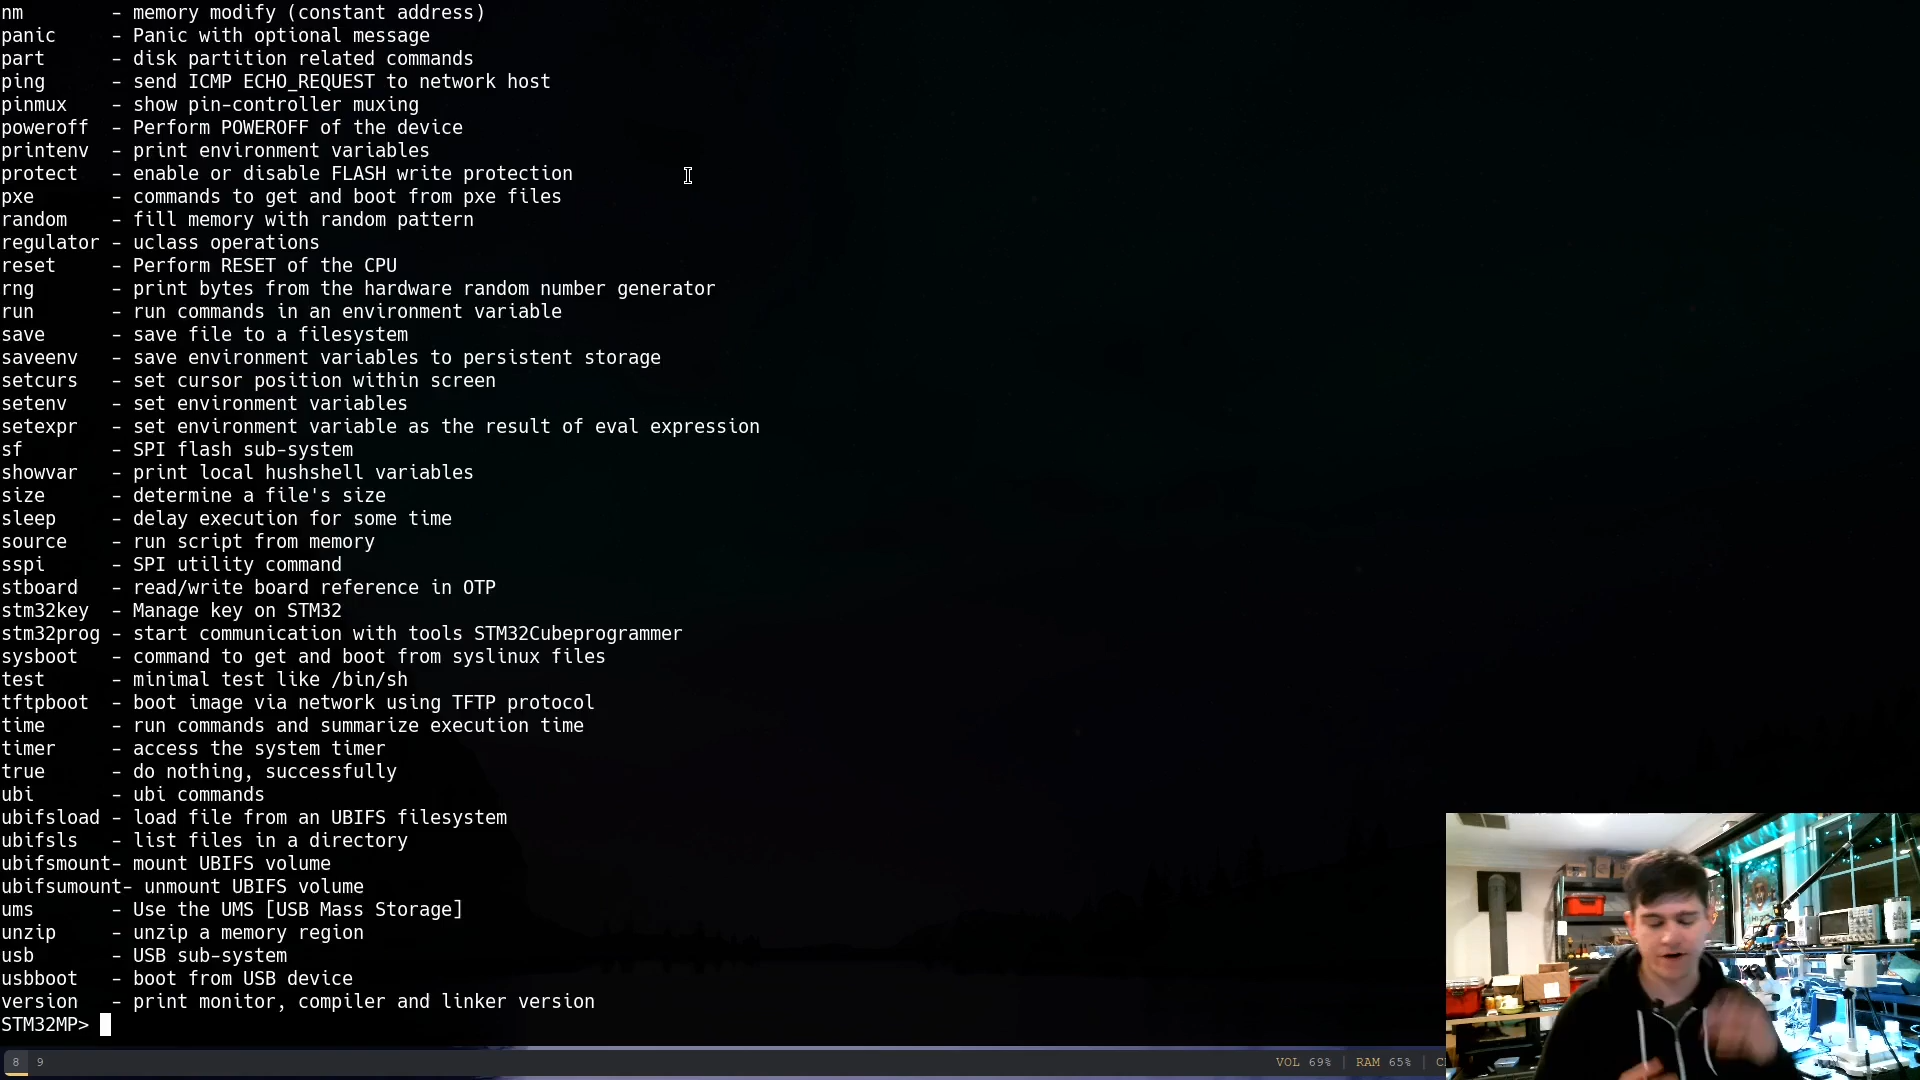 nm        - memory modify (constant address)
panic     - Panic with optional message
part      - disk partition related commands
ping      - send ICMP ECHO_REQUEST to network host
pinmux    - show pin-controller muxing
poweroff  - Perform POWEROFF of the device
printenv  - print environment variables
protect   - enable or disable FLASH write protection
pxe       - commands to get and boot from pxe files
random    - fill memory with random pattern
regulator - uclass operations
reset     - Perform RESET of the CPU
rng       - print bytes from the hardware random number generator
run       - run commands in an environment variable
save      - save file to a filesystem
saveenv   - save environment variables to persistent storage
setcurs   - set cursor position within screen
setenv    - set environment variables
setexpr   - set environment variable as the result of eval expression
sf        - SPI flash sub-system
showvar   - print local hushshell variables
size      - determine a file's size
sleep     - delay execution for some time
source    - run script from memory
sspi      - SPI utility command
stboard   - read/write board reference in OTP
stm32key  - Manage key on STM32
stm32prog - start communication with tools STM32Cubeprogrammer
sysboot   - command to get and boot from syslinux files
test      - minimal test like /bin/sh
tftpboot  - boot image via network using TFTP protocol
time      - run commands and summarize execution time
timer     - access the system timer
true      - do nothing, successfully
ubi       - ubi commands
ubifsload - load file from an UBIFS filesystem
ubifsls   - list files in a directory
ubifsmount- mount UBIFS volume
ubifsumount- unmount UBIFS volume
ums       - Use the UMS [USB Mass Storage]
unzip     - unzip a memory region
usb       - USB sub-system
usbboot   - boot from USB device
version   - print monitor, compiler and linker version
STM32MP>
8 9 VOL 69% | RAM 65% |